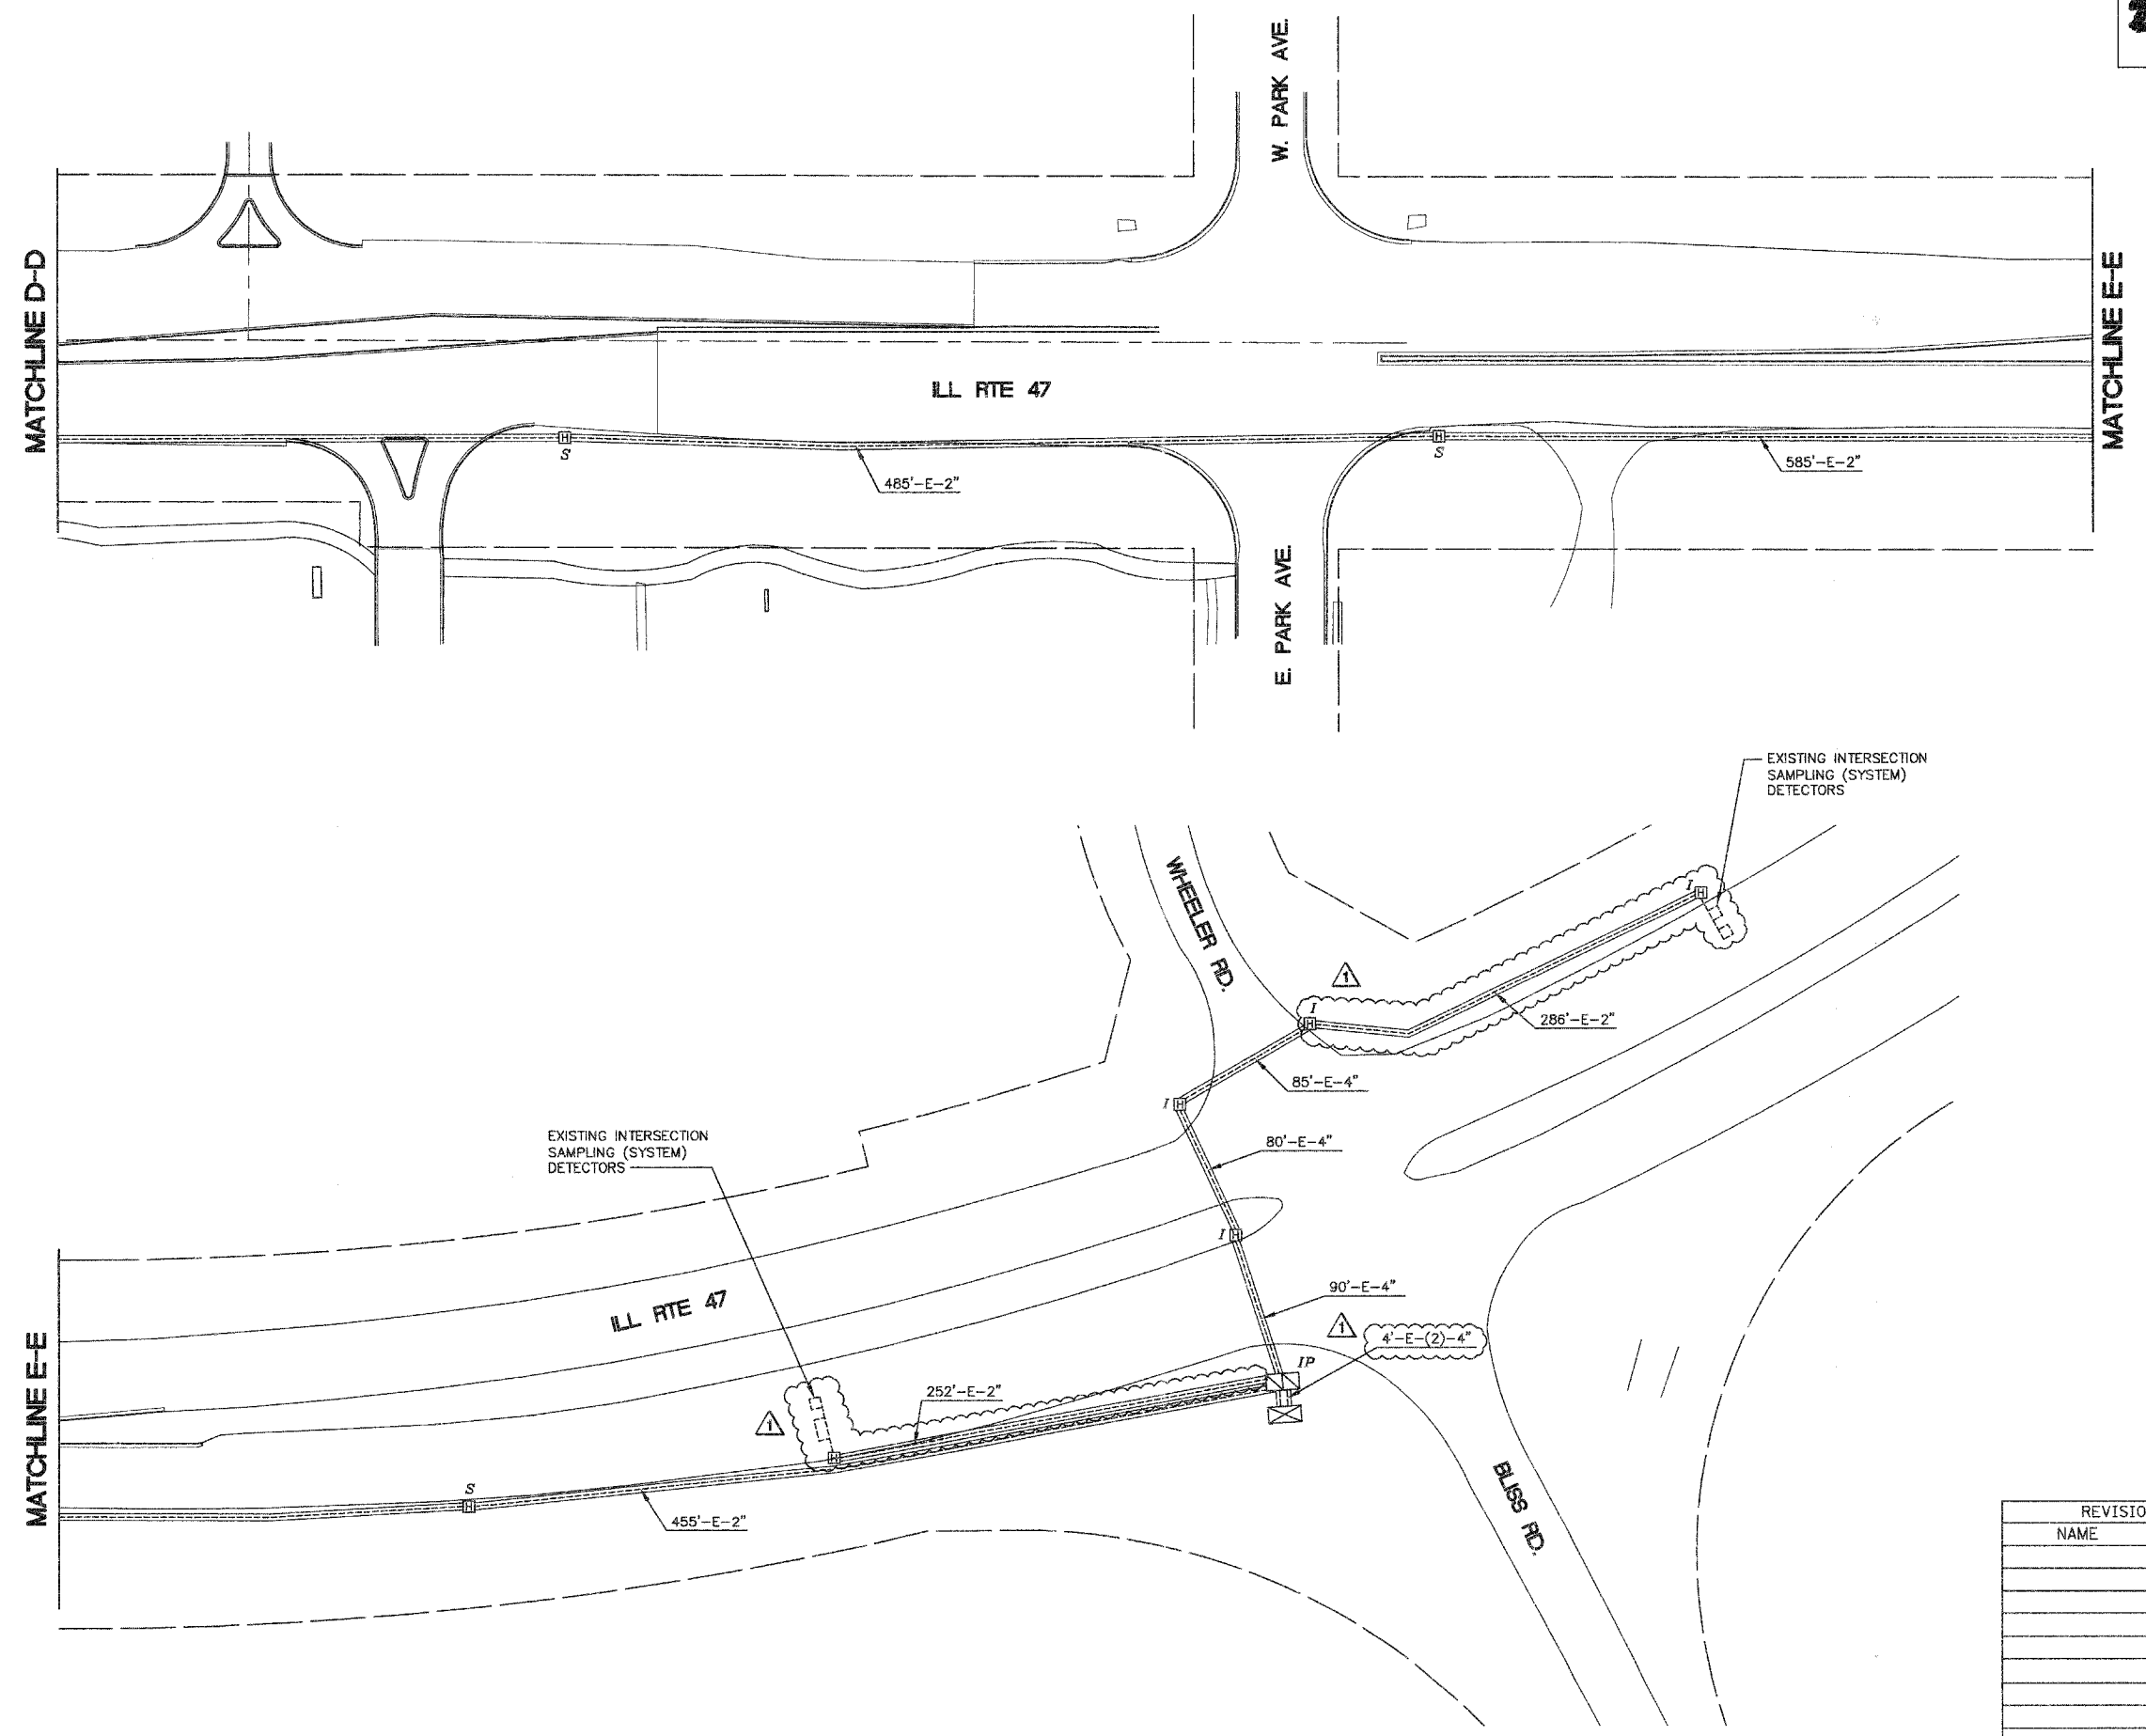 W. PARK AVE.
MATCHLINE D-D
MATCHLINE E-E
ILL RTE 47
H
S
H
S
485'-E-2"
585'-E-2"
E. PARK AVE.
EXISTING INTERSECTION
SAMPLING (SYSTEM)
DETECTORS
WHEELER RD.
I
H
1
I
H
286'-E-2"
85'-E-4"
I H
EXISTING INTERSECTION
SAMPLING (SYSTEM)
DETECTORS
80'-E-4"
I H
90'-E-4"
ILL RTE 47
1
4'-E-(2)-4"
IP
MATCHLINE E-E
252'-E-2"
1
H
S
H
455'-E-2"
BLISS RD.
REVISIO
NAME